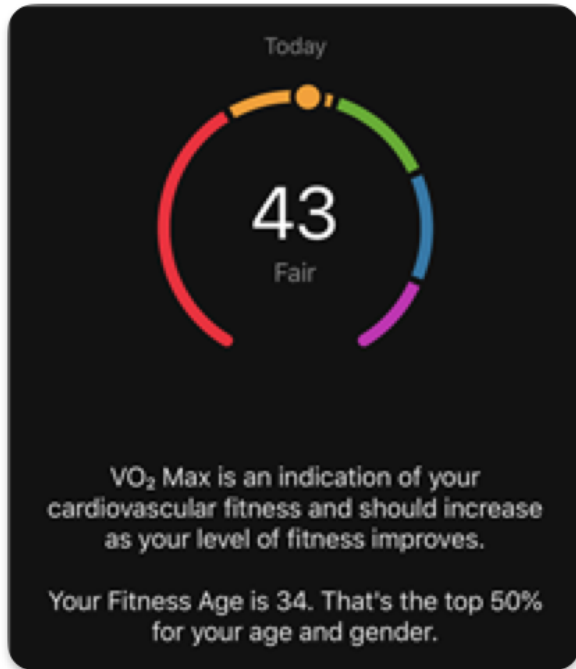 Today
43
Fair
VO₂ Max is an indication of your
cardiovascular fitness and should increase
as your level of fitness improves.
Your Fitness Age is 34. That's the top 50%
for your age and gender.